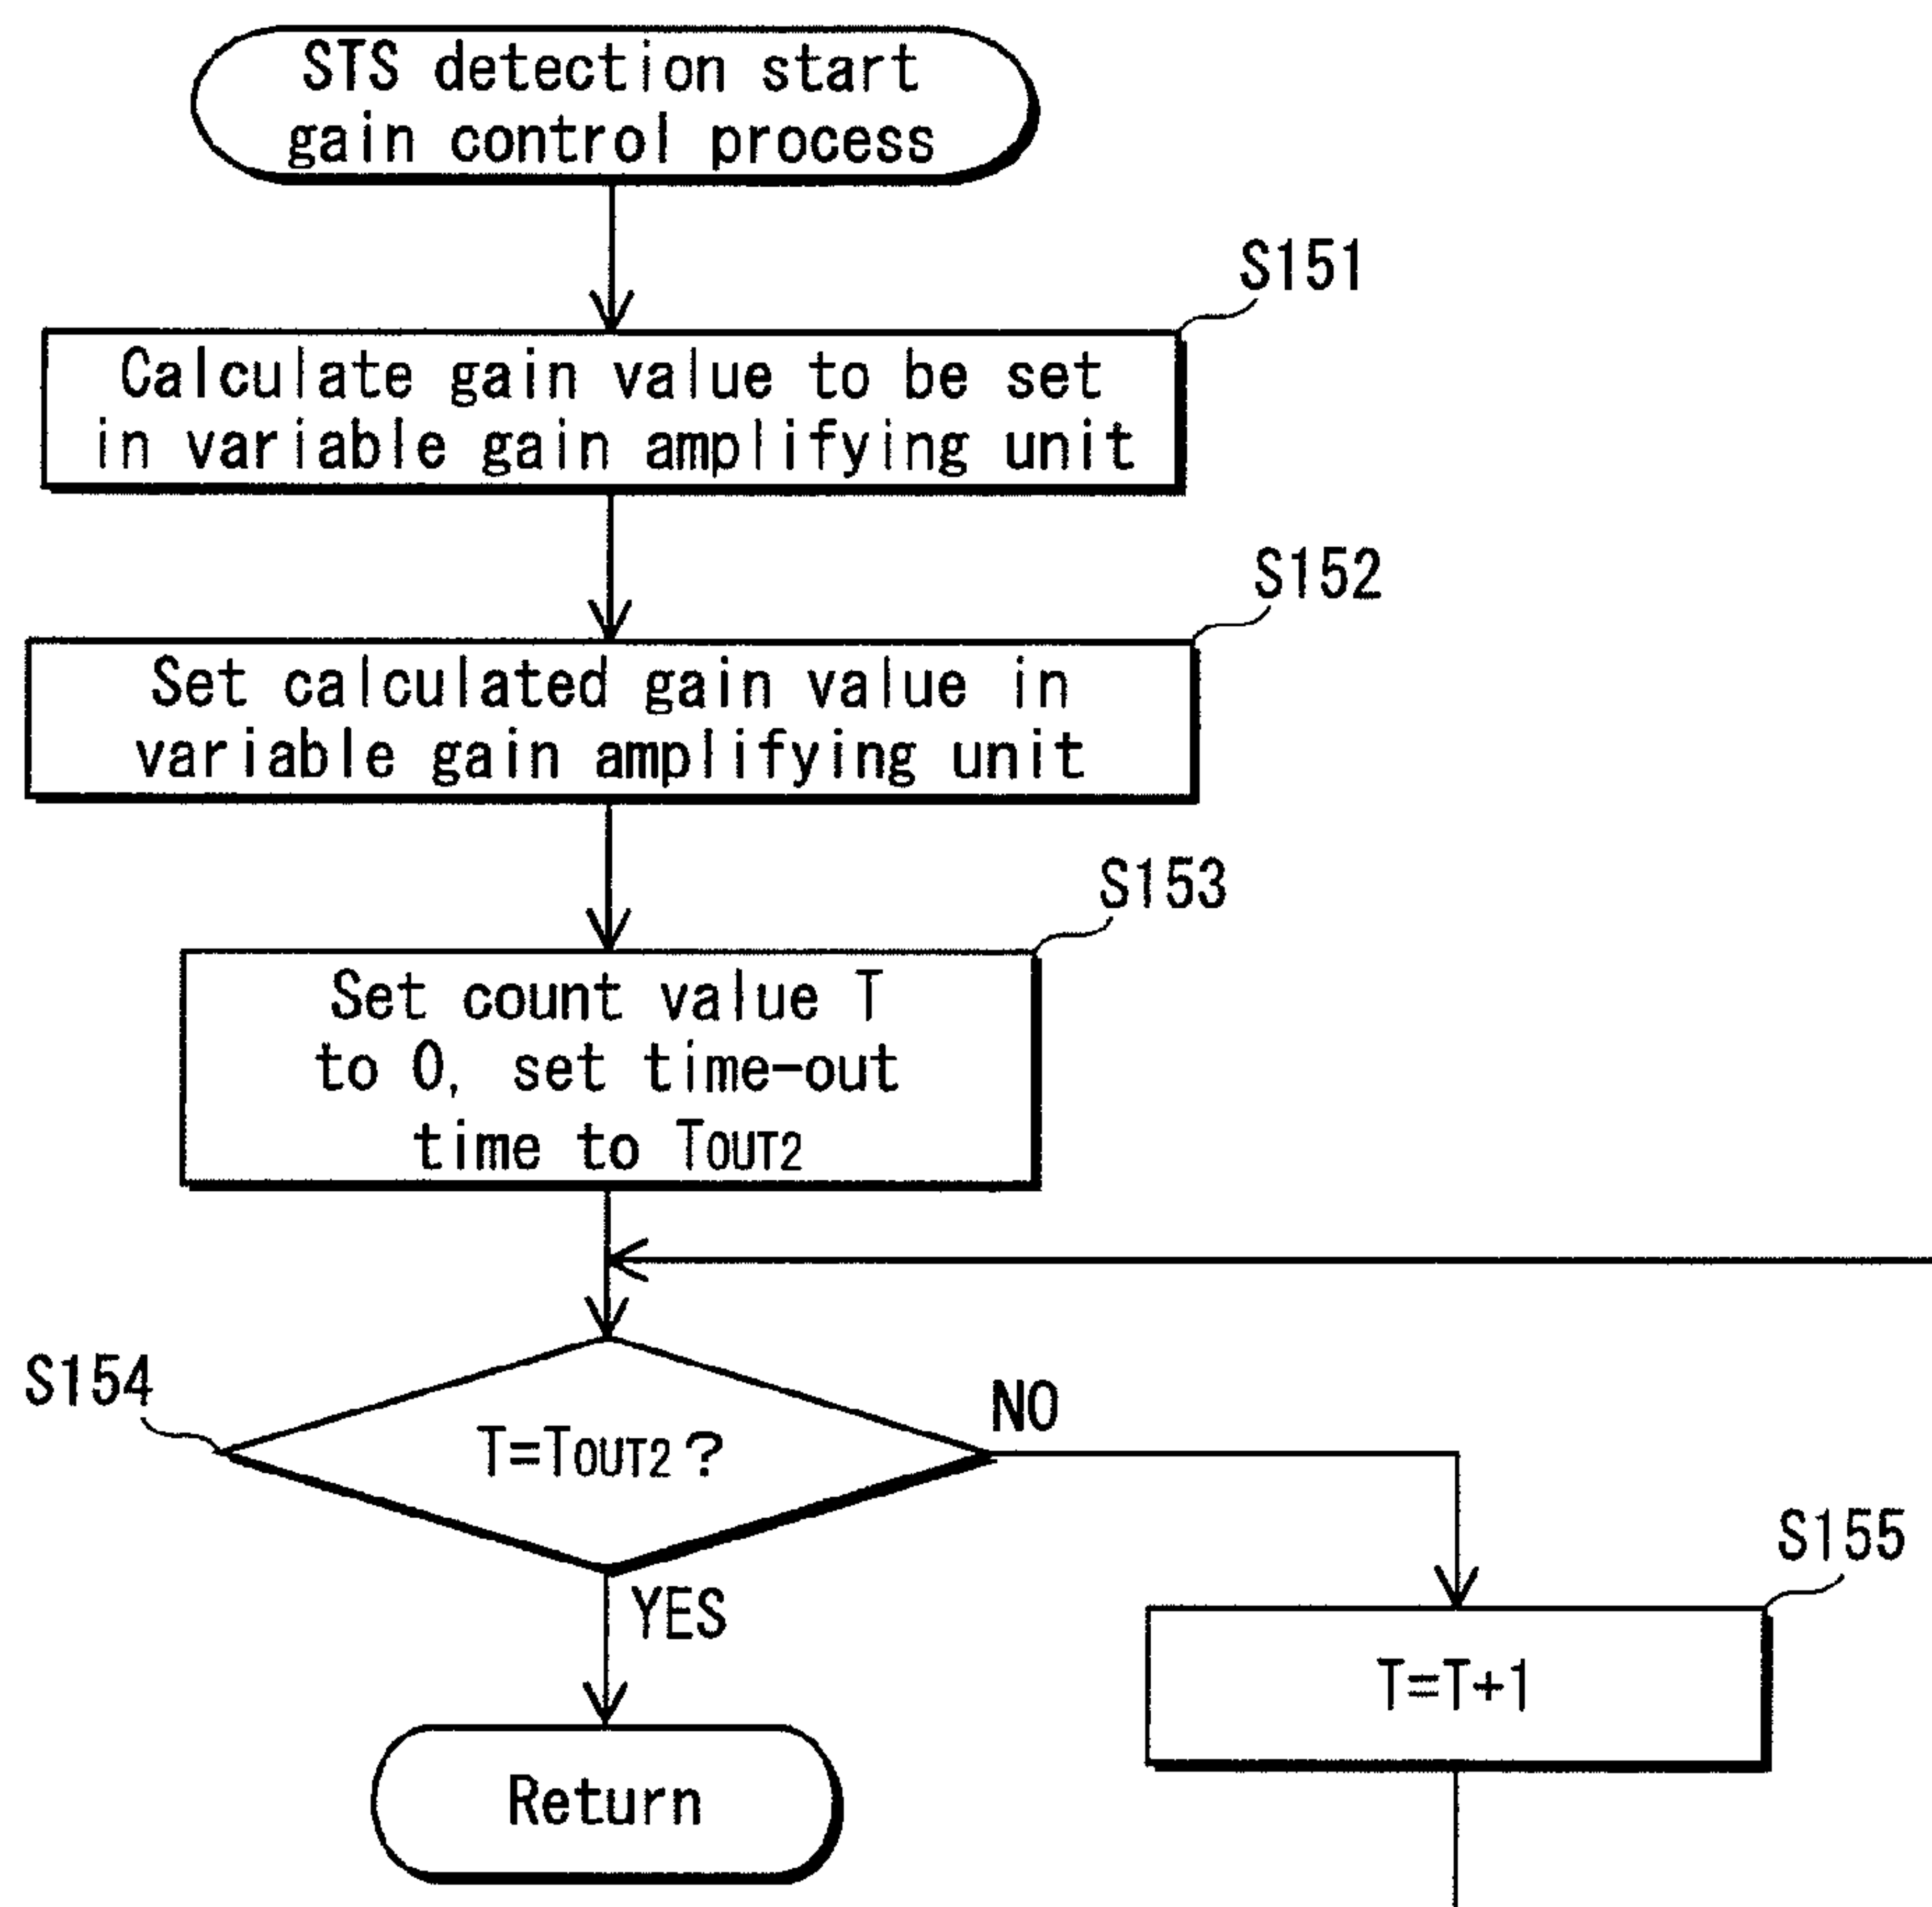 STS detection start
gain control process
S151
Calculate gain value to be set
in variable gain amplifying unit
S152
Set calculated gain value in
variable gain amplifying unit
S153
Set count value T
to 0, set time-out
time to TOUT2
S154
T=TOUT2?
NO
YES
S155
T=T+1
Return